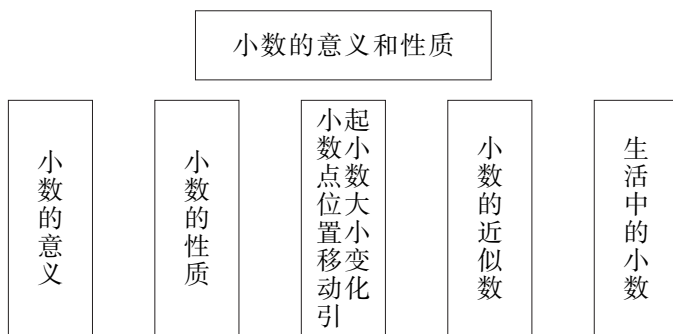 小数的意义和性质
小数的意义
小数的性质
小数点位置移动引
起小数大小变化
小数的近似数
生活中的小数